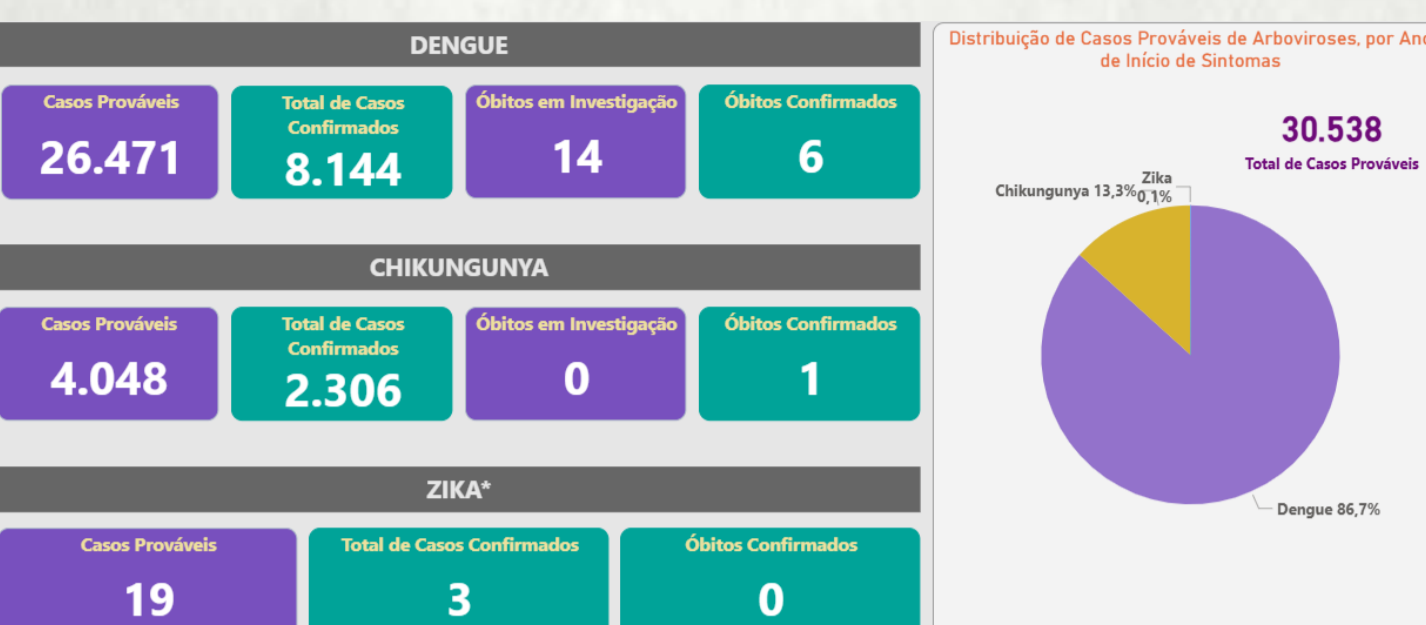 DENGUE
Casos Prováveis
26.471
Total de Casos
Confirmados
8.144
Óbitos em Investigação
14
Óbitos Confirmados
6
CHIKUNGUNYA
Casos Prováveis
4.048
Total de Casos
Confirmados
2.306
Óbitos em Investigação
0
Óbitos Confirmados
1
ZIKA*
Casos Prováveis
19
Total de Casos Confirmados
3
Óbitos Confirmados
0
Distribuição de Casos Prováveis de Arboviroses, por
de Início de Sintomas
30.538
Total de Casos Prováveis
Zika
0,1%
Chikungunya 13,3%
Dengue 86,7%